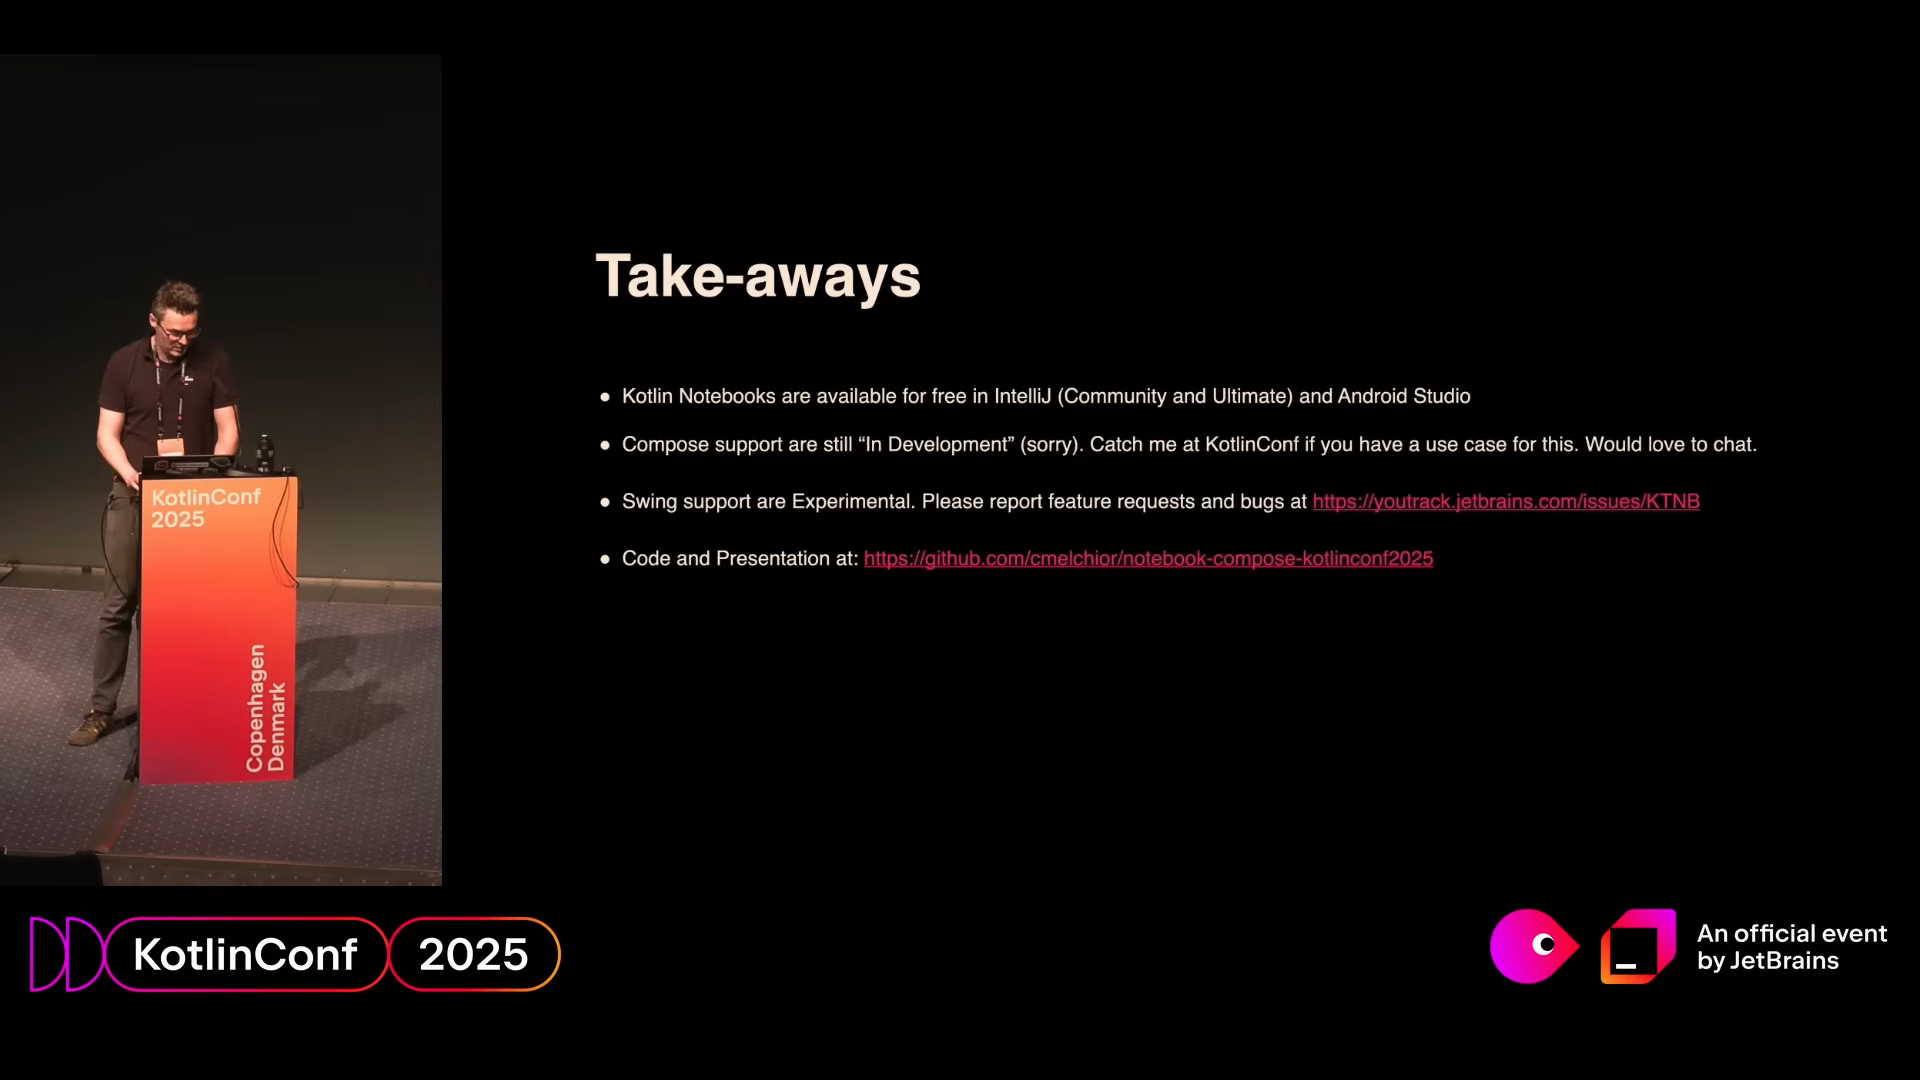 Take-aways
● Kotlin Notebooks are available for free in IntelliJ (Community and Ultimate) and Android Studio
● Compose support are still “In Development” (sorry). Catch me at KotlinConf if you have a use case for this. Would love to chat.
● Swing support are Experimental. Please report feature requests and bugs at https://youtrack.jetbrains.com/issues/KTNB
● Code and Presentation at: https://github.com/cmelchior/notebook-compose-kotlinconf2025
KotlinConf
2025
Copenhagen
Denmark
KotlinConf 2025
An official event
by JetBrains